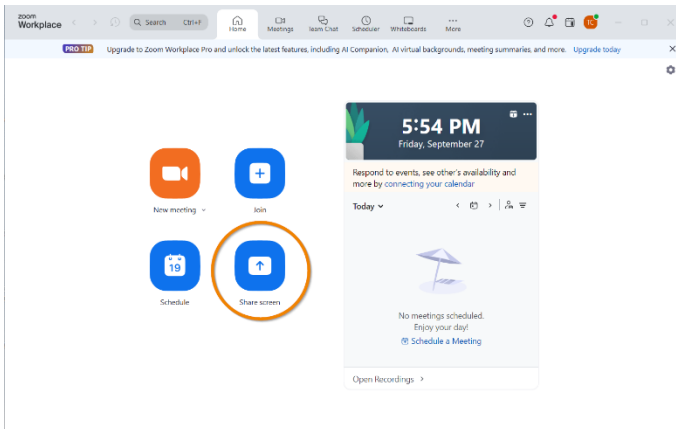 zoom
Workplace
Search Ctrl+F
Home
Meetings
Team Chat
Scheduler
Whiteboards
More
TC
PRO TIP Upgrade to Zoom Workplace Pro and unlock the latest features, including AI Companion, AI virtual backgrounds, meeting summaries, and more. Upgrade today
New meeting
Join
19
Schedule
Share screen
5:54 PM
Friday, September 27
Respond to events, see other's availability and
more by connecting your calendar
Today
No meetings scheduled.
Enjoy your day!
Schedule a Meeting
Open Recordings